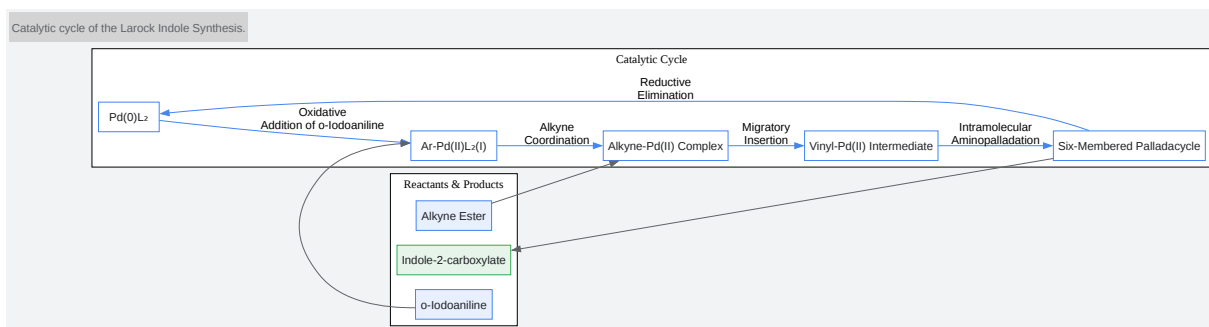 Catalytic cycle of the Larock Indole Synthesis.
Catalytic Cycle
Reductive
Elimination
Pd(0)L₂
Oxidative
Addition of o-Iodoaniline
Ar-Pd(II)L₂(I)
Alkyne
Coordination
Alkyne-Pd(II) Complex
Migratory
Insertion
Vinyl-Pd(II) Intermediate
Intramolecular
Aminopalladation
Six-Membered Palladacycle
Reactants & Products
Alkyne Ester
Indole-2-carboxylate
o-Iodoaniline